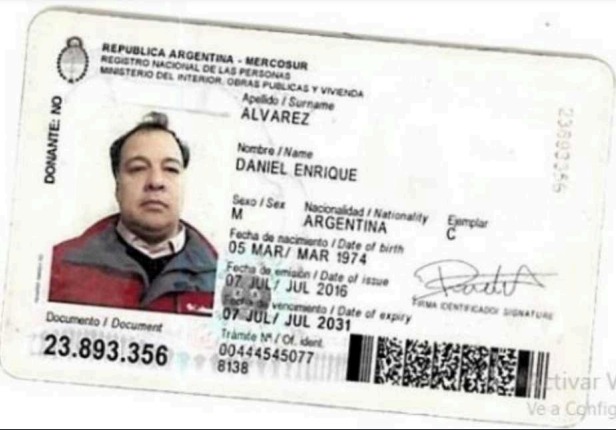 REPUBLICA ARGENTINA - MERCOSUR
REGISTRO NACIONAL DE LAS PERSONAS
MINISTERIO DEL INTERIOR, OBRAS PUBLICAS Y VIVIENDA
Apellido / Surname
ALVAREZ
Nombre / Name
DANIEL ENRIQUE
Sexo / Sex Nacionalidad / Nationality Ejemplar
M ARGENTINA C
Fecha de nacimiento / Date of birth
05 MAR/ MAR 1974
Fecha de emisión / Date of issue
07 JUL/ JUL 2016
Fecha de vencimiento / Date of expiry
07 JUL/ JUL 2031
FIRMA IDENTIFICADO/ SIGNATURE
Trámite Nº / Of. ident.
00444545077
8138
Documento / Document
23.893.356
DONANTE: NO
23893356
ctivar
Ve a Config